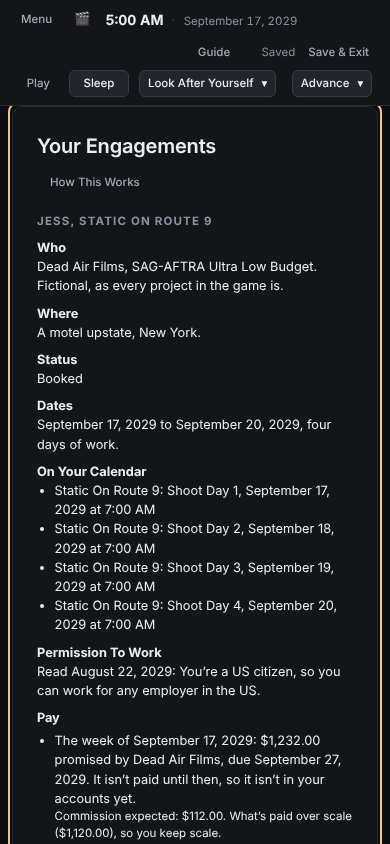 Menu 🎬 5:00 AM · September 17, 2029
Guide Saved Save & Exit
Play Sleep Look After Yourself ▾ Advance ▾
Your Engagements
How This Works
JESS, STATIC ON ROUTE 9
Who
Dead Air Films, SAG-AFTRA Ultra Low Budget.
Fictional, as every project in the game is.
Where
A motel upstate, New York.
Status
Booked
Dates
September 17, 2029 to September 20, 2029, four
days of work.
On Your Calendar
• Static On Route 9: Shoot Day 1, September 17,
2029 at 7:00 AM
• Static On Route 9: Shoot Day 2, September 18,
2029 at 7:00 AM
• Static On Route 9: Shoot Day 3, September 19,
2029 at 7:00 AM
• Static On Route 9: Shoot Day 4, September 20,
2029 at 7:00 AM
Permission To Work
Read August 22, 2029: You’re a US citizen, so you
can work for any employer in the US.
Pay
• The week of September 17, 2029: $1,232.00
promised by Dead Air Films, due September 27,
2029. It isn’t paid until then, so it isn’t in your
accounts yet.
Commission expected: $112.00. What’s paid over scale
($1,120.00), so you keep scale.